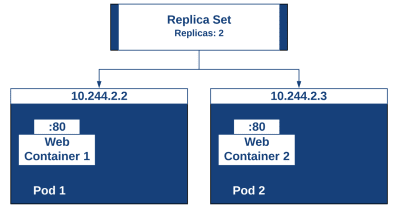 Replica Set
Replicas: 2
10.244.2.2
10.244.2.3
:80
Web
Container 1
Pod 1
:80
Web
Container 2
Pod 2